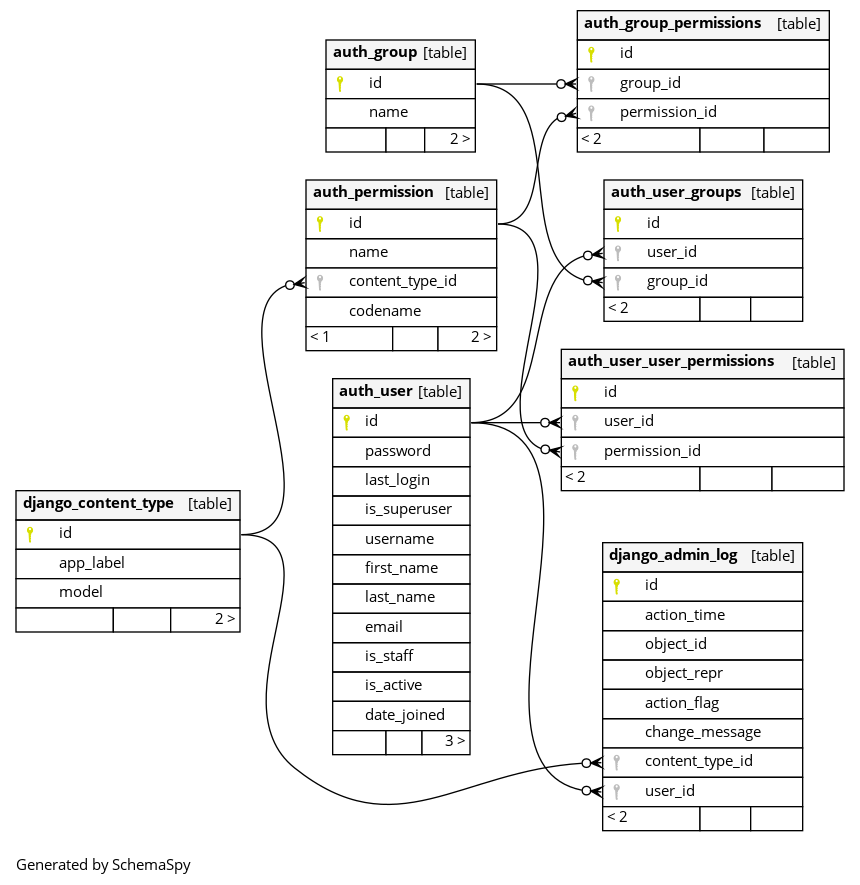 auth_group [table]
id
name
2 >
auth_group_permissions [table]
id
group_id
permission_id
< 2
auth_permission [table]
id
name
content_type_id
codename
< 1 2 >
auth_user_groups [table]
id
user_id
group_id
< 2
auth_user_user_permissions [table]
id
user_id
permission_id
< 2
auth_user [table]
id
password
last_login
is_superuser
username
first_name
last_name
email
is_staff
is_active
date_joined
3 >
django_content_type [table]
id
app_label
model
2 >
django_admin_log [table]
id
action_time
object_id
object_repr
action_flag
change_message
content_type_id
user_id
< 2
Generated by SchemaSpy